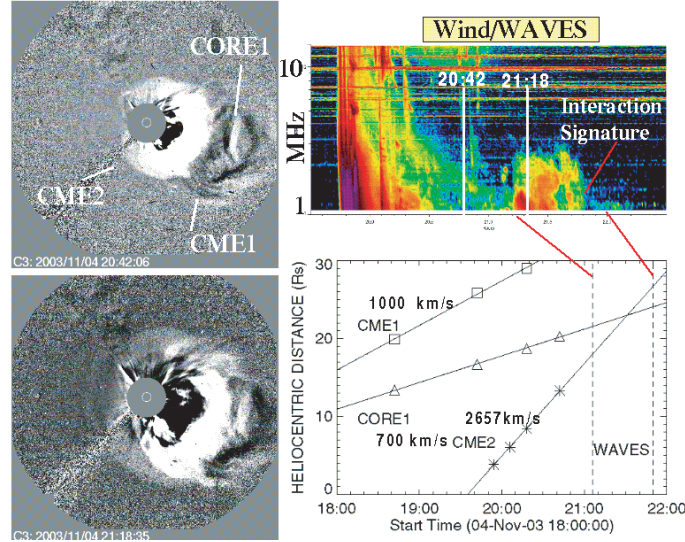 CORE1
CME2
CME1
C3: 2003/11/04 20:42:06
C3: 2003/11/04 21:18:35
Wind/WAVES
10
MHz
1
20:42
21:18
Interaction
Signature
HELIOCENTRIC DISTANCE (Rs)
30
20
10
0
1000 km/s
CME1
CORE1
2657km/s
700 km/s CME2
WAVES
18:00 19:00 20:00 21:00 22:00
Start Time (04-Nov-03 18:00:00)